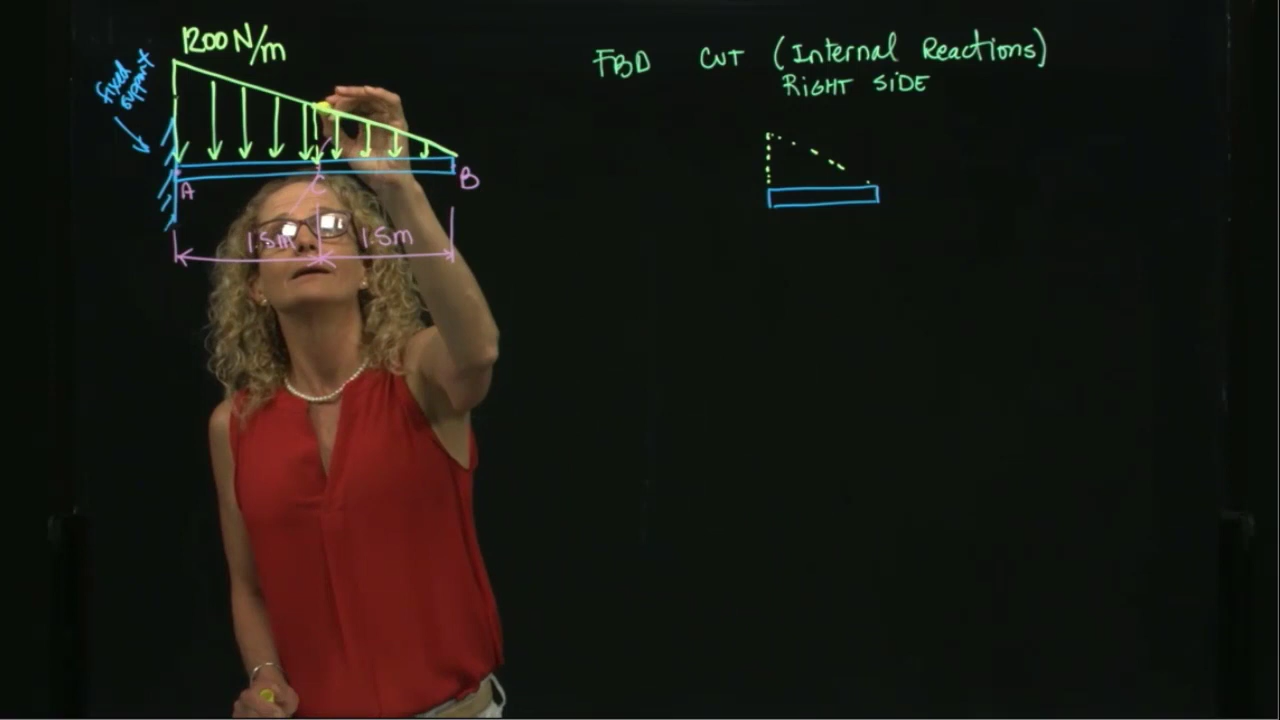 1200 N/m
fixed
support
A
C
B
1.5m
1.5m
FBD CUT (Internal Reactions)
RIGHT SIDE